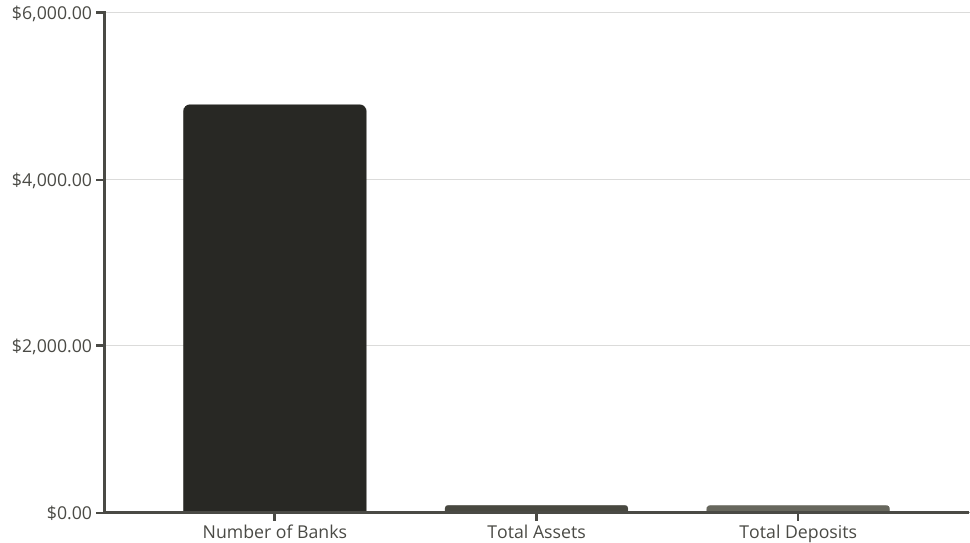 $6,000.00
$4,000.00
$2,000.00
$0.00
Number of Banks
Total Assets
Total Deposits